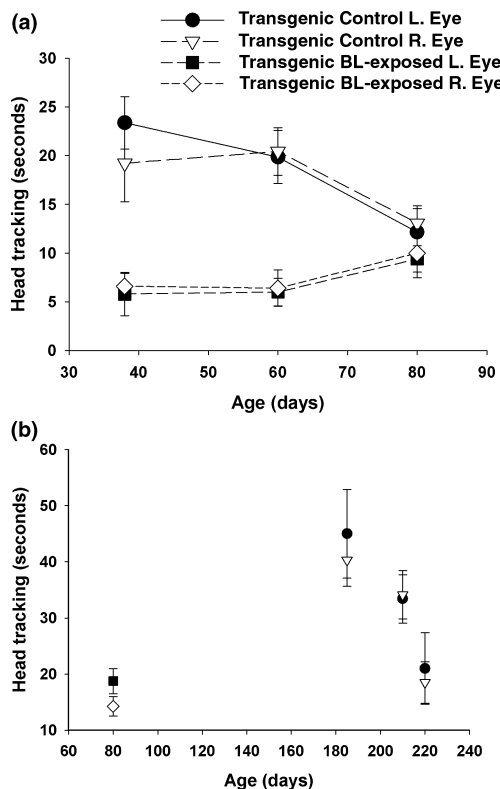 (a)
Transgenic Control L. Eye
Transgenic Control R. Eye
Transgenic BL-exposed L. Eye
Transgenic BL-exposed R. Eye
30
25
20
15
10
5
0
Head tracking (seconds)
30 40 50 60 70 80 90
Age (days)
(b)
60
50
40
30
20
10
Head tracking (seconds)
60 80 100 120 140 160 180 200 220 240
Age (days)